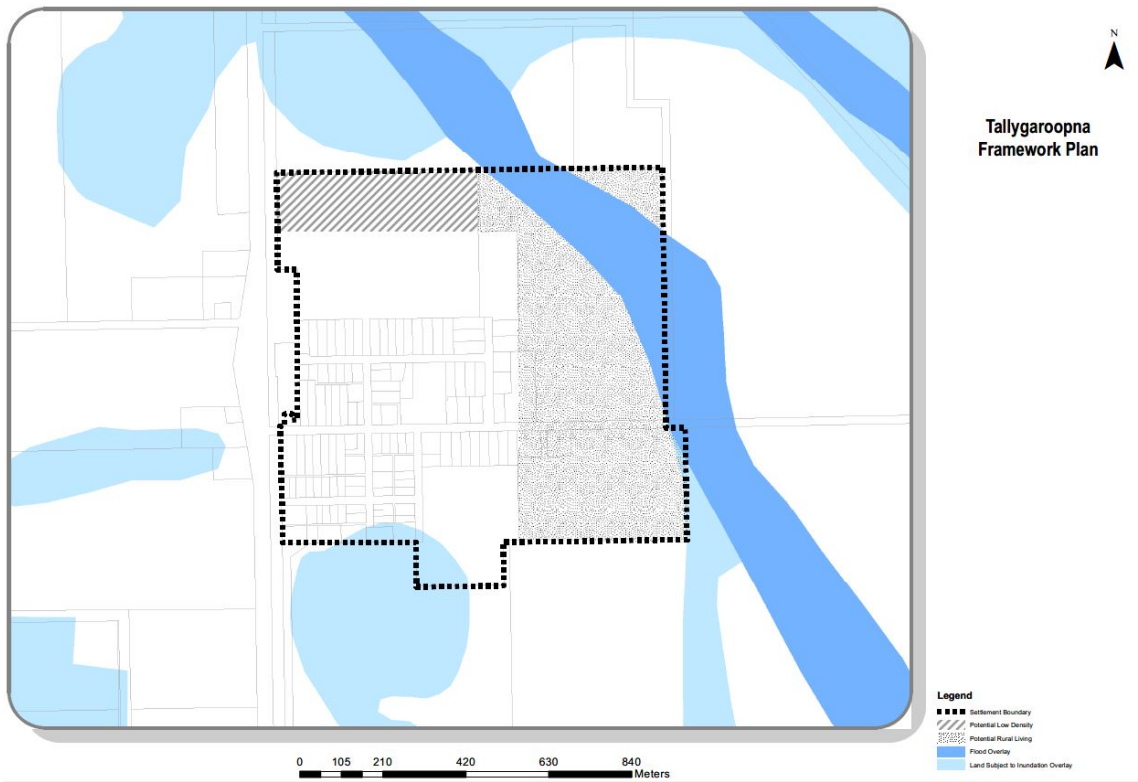 N
Tallygaroopna
Framework Plan
Legend
Settlement Boundary
Potential Low Density
Potential Rural Living
Flood Overlay
Land Subject to Inundation Overlay
0 105 210 420 630 840
Meters